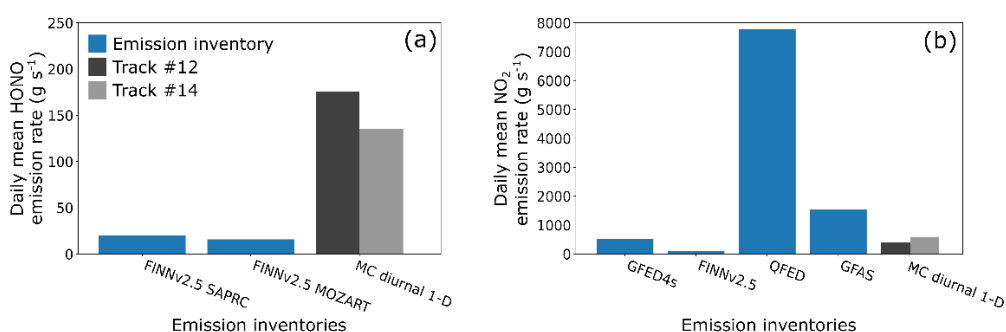 Daily mean HONO
emission rate (g s⁻¹)
250
200
150
100
50
0
(a)
Emission inventory
Track #12
Track #14
FINNv2.5 SAPRC
FINNv2.5 MOZART
MC diurnal 1-D
Emission inventories
Daily mean NO₂
emission rate (g s⁻¹)
8000
7000
6000
5000
4000
3000
2000
1000
0
(b)
GFED4s
FINNv2.5
QFED
GFAS
MC diurnal 1-D
Emission inventories